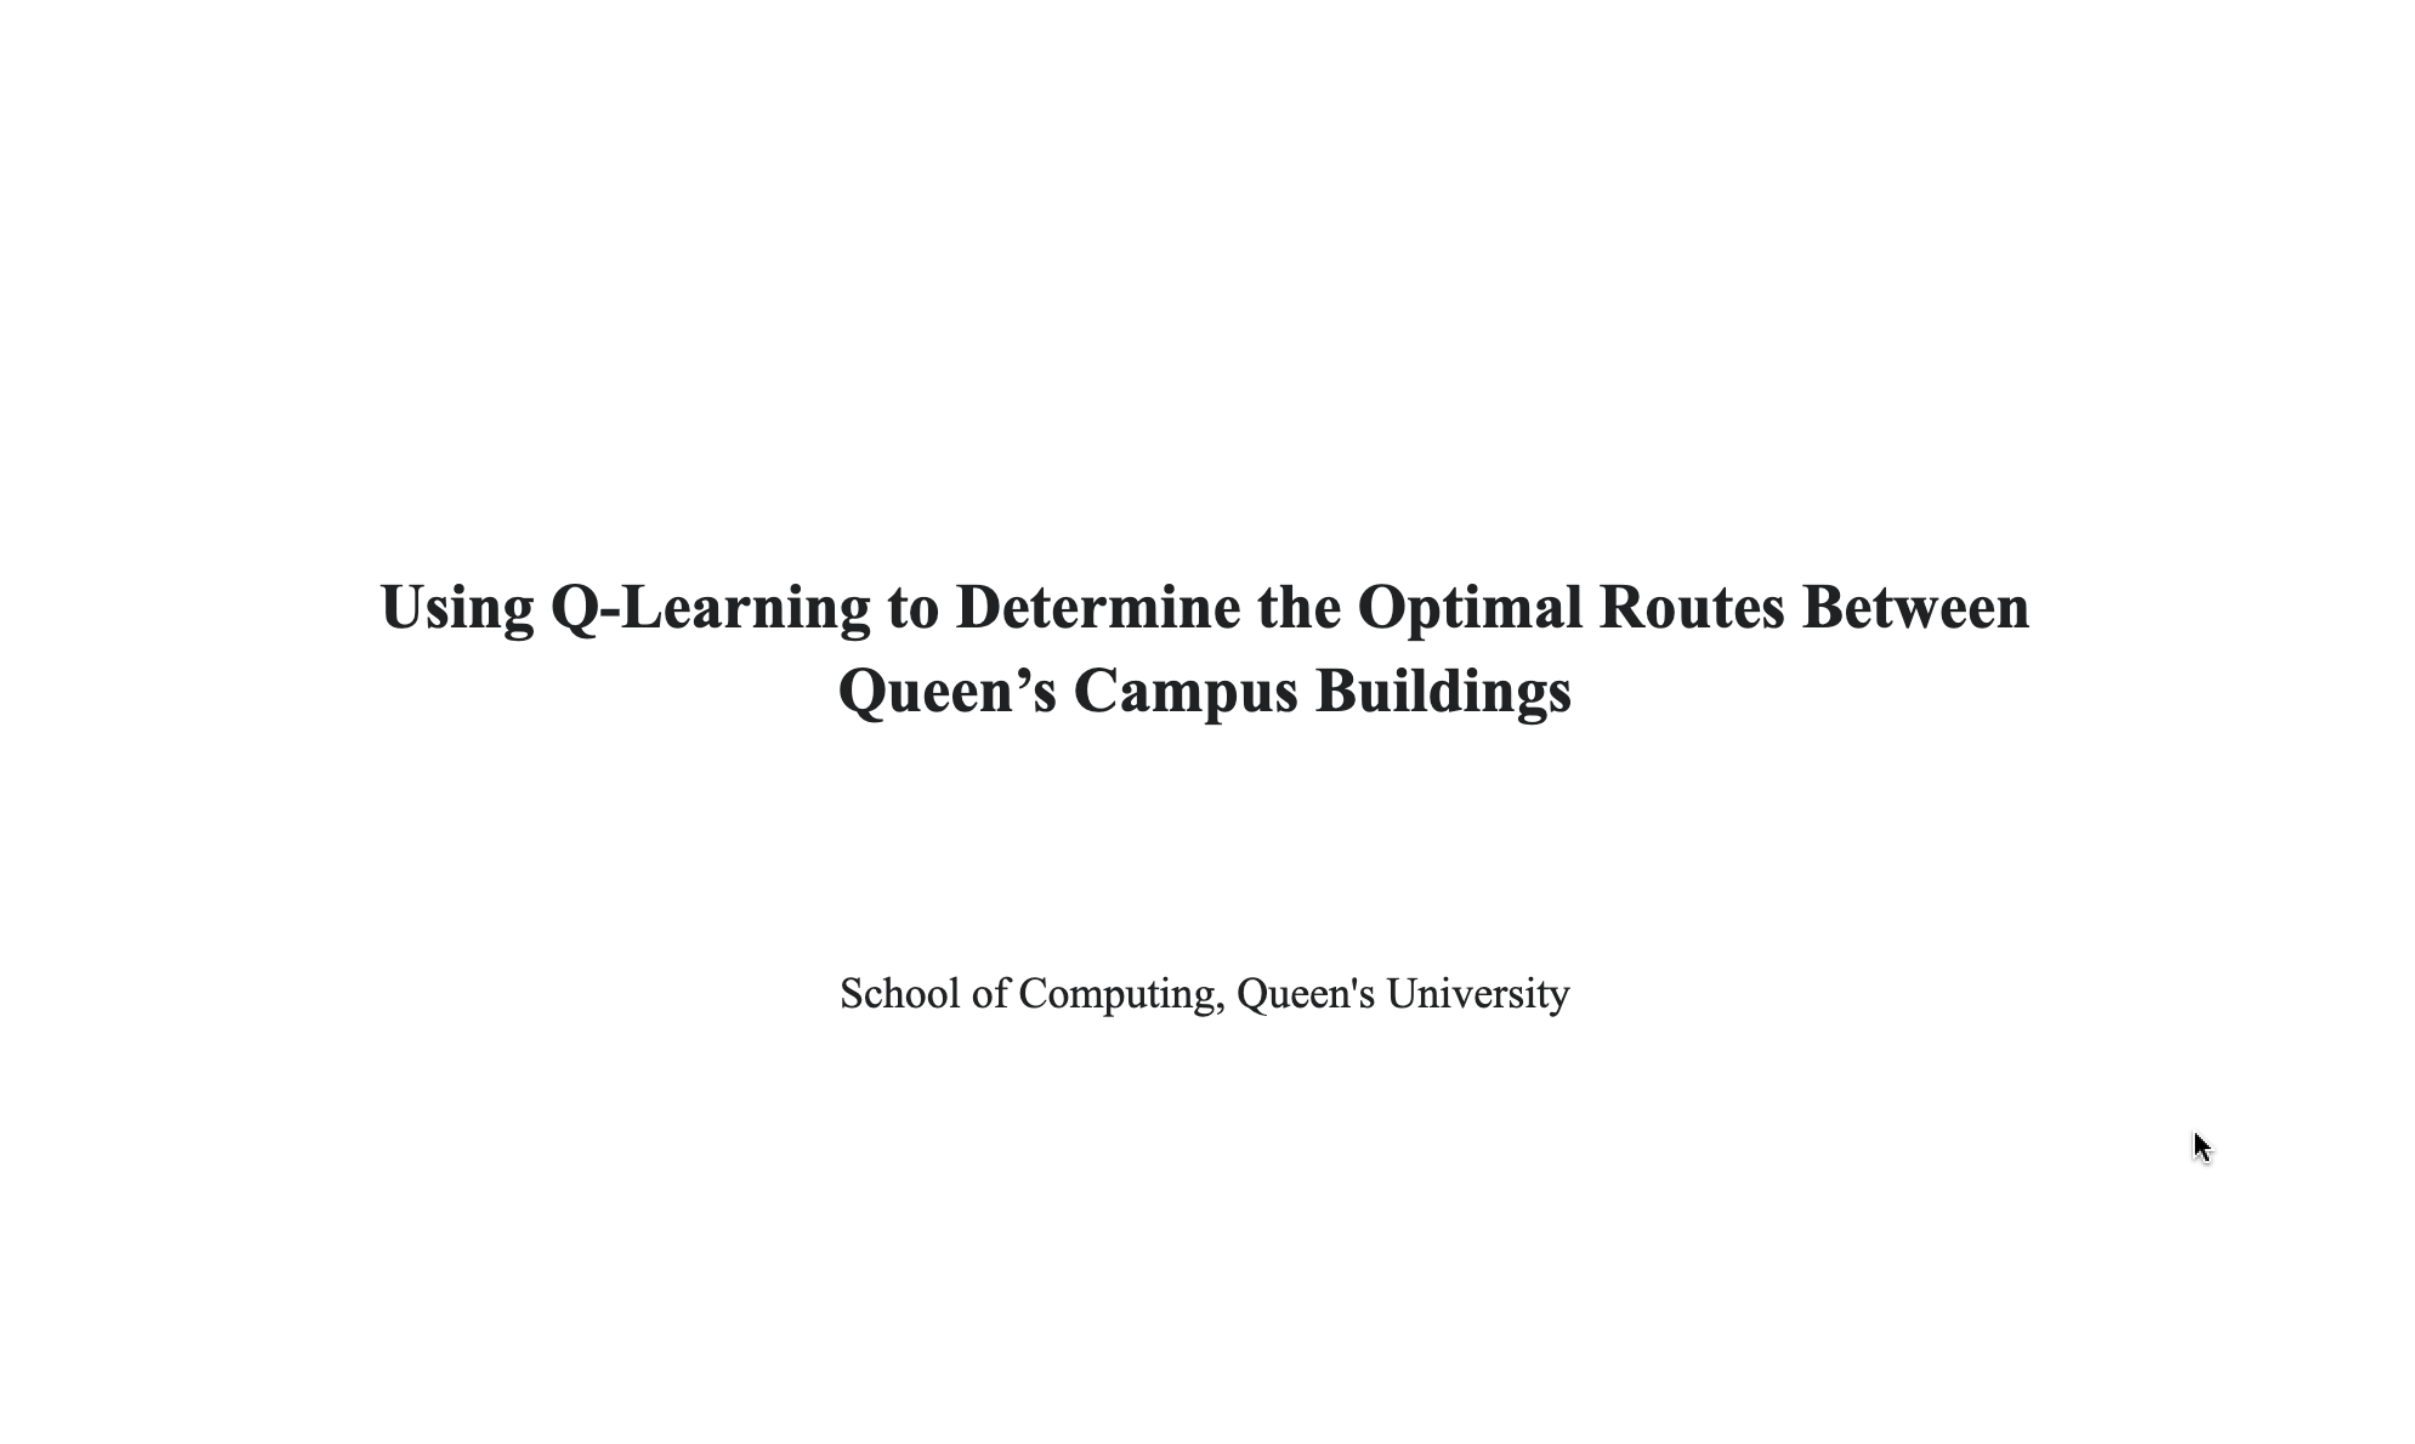 Using Q-Learning to Determine the Optimal Routes Between
Queen’s Campus Buildings
School of Computing, Queen's University